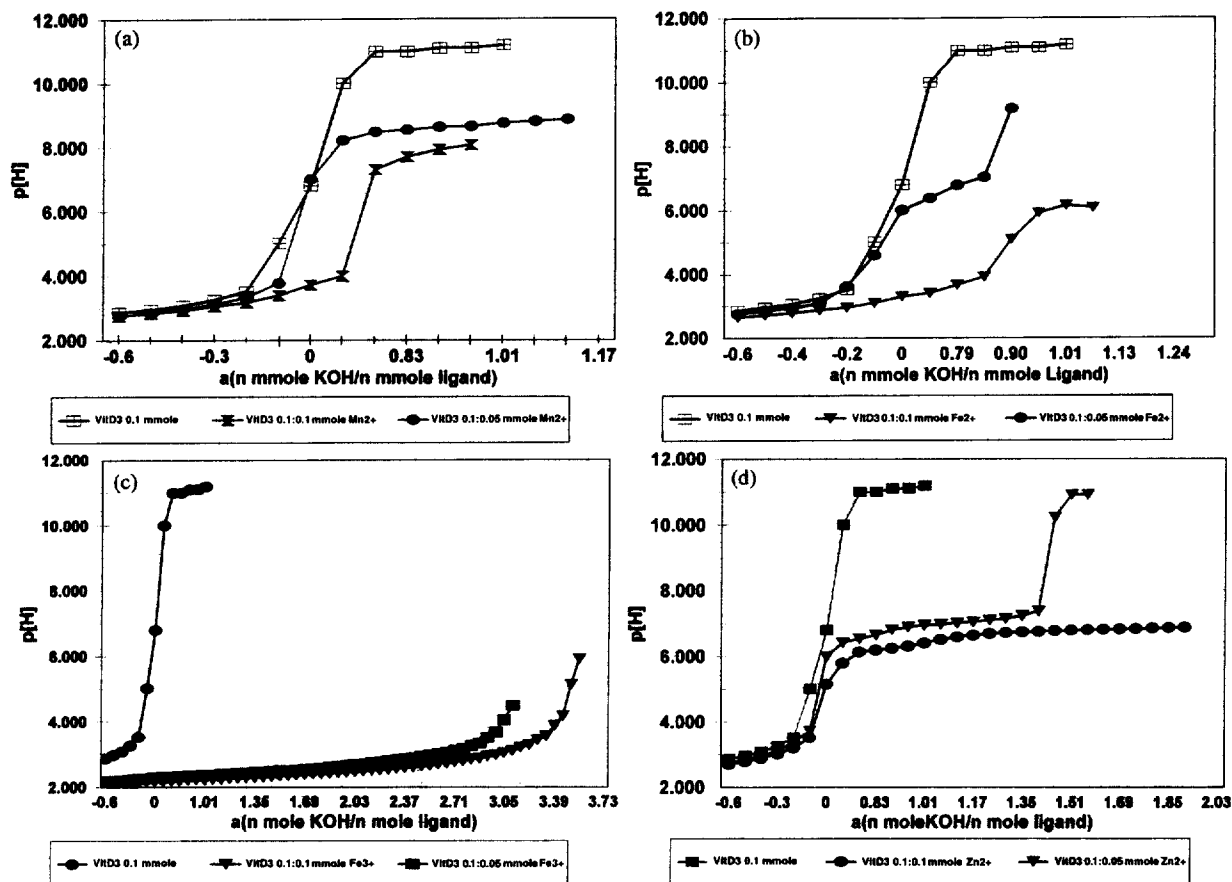 (a)
12.000
10.000
8.000
6.000
4.000
2.000
p[H]
-0.6
-0.3
0
0.83
1.01
1.17
a(n mmole KOH/n mmole ligand)
VitD3 0.1 mmole
VitD3 0.1:0.1 mmole Mn2+
VitD3 0.1:0.05 mmole Mn2+
(b)
12.000
10.000
8.000
6.000
4.000
2.000
p[H]
-0.6
-0.4
-0.2
0
0.79
0.90
1.01
1.13
1.24
a(n mmole KOH/n mmole Ligand)
VitD3 0.1 mmole
VitD3 0.1:0.1 mmole Fe2+
VitD3 0.1:0.05 mmole Fe2+
(c)
12.000
10.000
8.000
6.000
4.000
2.000
p[H]
-0.6
0
1.01
1.36
1.68
2.03
2.37
2.71
3.05
3.39
3.73
a(n mole KOH/n mole ligand)
VitD3 0.1 mmole
VitD3 0.1:0.1 mmole Fe3+
VitD3 0.1:0.05 mmole Fe3+
(d)
12.000
10.000
8.000
6.000
4.000
2.000
p[H]
-0.6
-0.3
0
0.83
1.01
1.17
1.35
1.51
1.68
1.85
2.03
a(n moleKOH/n mole ligand)
VitD3 0.1 mmole
VitD3 0.1:0.1 mmole Zn2+
VitD3 0.1:0.05 mmole Zn2+